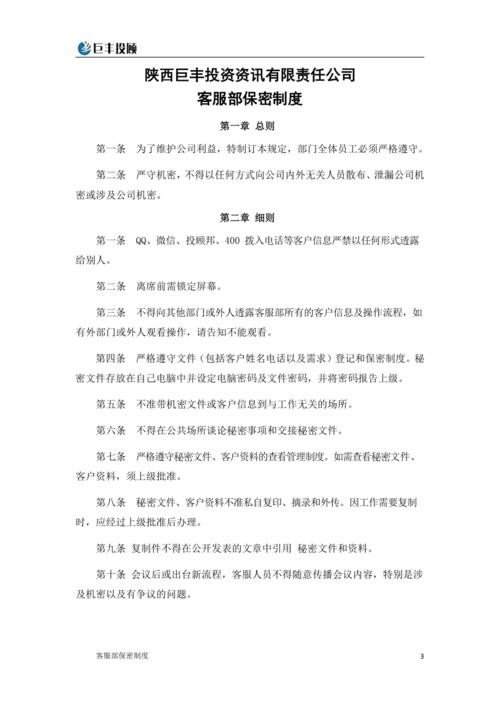 巨丰投顾
陕西巨丰投资资讯有限责任公司
客服部保密制度
第一章 总则
第一条 为了维护公司利益，特制订本规定，部门全体员工必须严格遵守。
第二条 严守机密，不得以任何方式向公司内外无关人员散布、泄漏公司机
密或涉及公司机密。
第二章 细则
第一条 QQ、微信、投顾邦、400 拨入电话等客户信息严禁以任何形式透露
给别人。
第二条 离席前需锁定屏幕。
第三条 不得向其他部门或外人透露客服部所有的客户信息及操作流程，如
有外部门或外人观看操作，请告知不能观看。
第四条 严格遵守文件（包括客户姓名电话以及需求）登记和保密制度。秘
密文件存放在自己电脑中并设定电脑密码及文件密码，并将密码报告上级。
第五条 不准带机密文件或客户信息到与工作无关的场所。
第六条 不得在公共场所谈论秘密事项和交接秘密文件。
第七条 严格遵守秘密文件、客户资料的查看管理制度。如需查看秘密文件、
客户资料，须上级批准。
第八条 秘密文件、客户资料不准私自复印、摘录和外传。因工作需要复制
时，应经过上级批准后办理。
第九条 复制件不得在公开发表的文章中引用 秘密文件和资料。
第十条 会议后或出台新流程，客服人员不得随意传播会议内容，特别是涉
及机密以及有争议的问题。
客服部保密制度 3